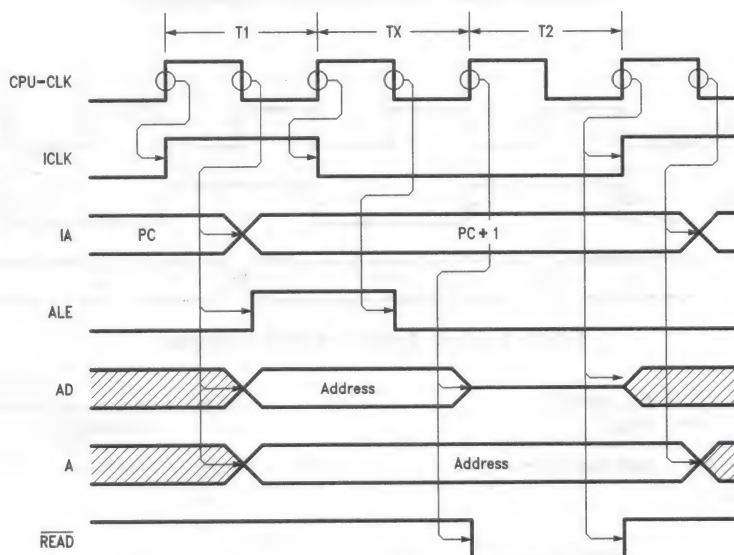 T1 TX T2
CPU-CLK
ICLK
IA PC PC + 1
ALE
AD Address
A Address
READ